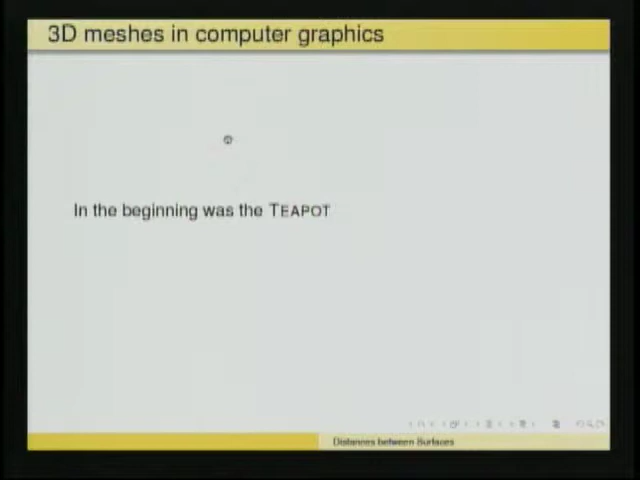 3D meshes in computer graphics
In the beginning was the TEAPOT
Distances between Surfaces